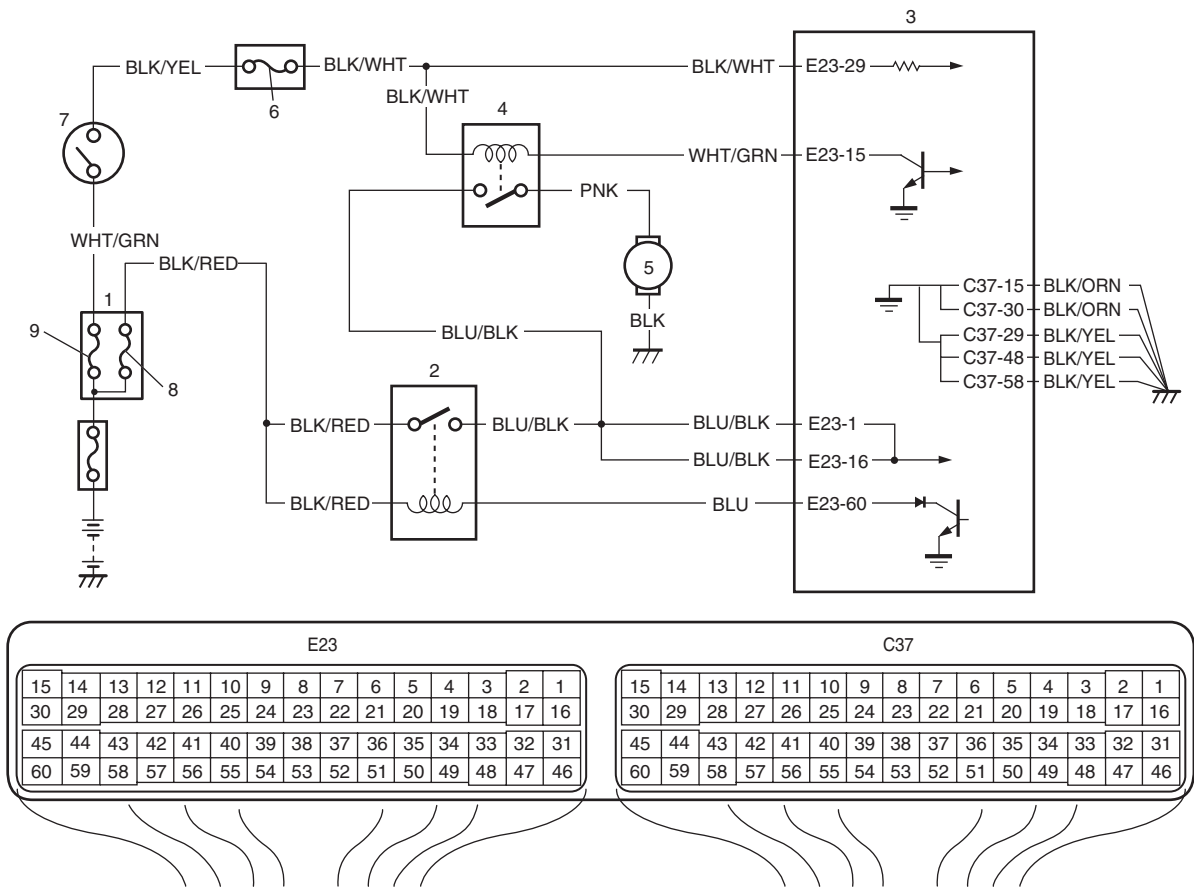 3
BLK/YEL
BLK/WHT
BLK/WHT
E23-29
6
BLK/WHT
4
7
WHT/GRN
E23-15
PNK
WHT/GRN
BLK/RED
5
1
C37-15
BLK/ORN
C37-30
BLK/ORN
BLK
9
BLU/BLK
C37-29
BLK/YEL
C37-48
BLK/YEL
8
2
C37-58
BLK/YEL
BLK/RED
BLU/BLK
BLU/BLK
E23-1
BLU/BLK
E23-16
BLK/RED
BLU
E23-60
E23
15 14 13 12 11 10 9 8 7 6 5 4 3 2 1
30 29 28 27 26 25 24 23 22 21 20 19 18 17 16
45 44 43 42 41 40 39 38 37 36 35 34 33 32 31
60 59 58 57 56 55 54 53 52 51 50 49 48 47 46
C37
15 14 13 12 11 10 9 8 7 6 5 4 3 2 1
30 29 28 27 26 25 24 23 22 21 20 19 18 17 16
45 44 43 42 41 40 39 38 37 36 35 34 33 32 31
60 59 58 57 56 55 54 53 52 51 50 49 48 47 46